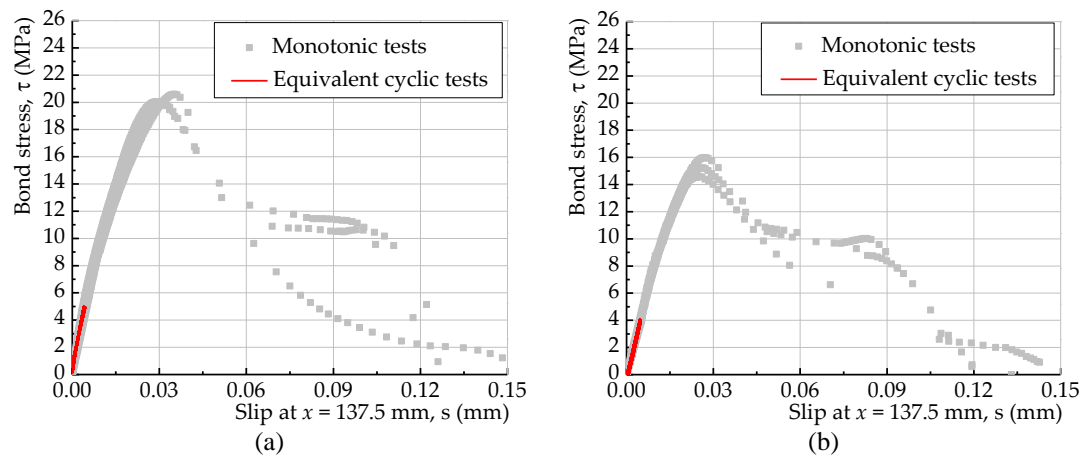 26
24
22
20
18
16
14
12
10
8
6
4
2
0
0.00 0.03 0.06 0.09 0.12 0.15
Bond stress, τ (MPa)
Monotonic tests
Equivalent cyclic tests
Slip at x = 137.5 mm, s (mm)
(a)
26
24
22
20
18
16
14
12
10
8
6
4
2
0
0.00 0.03 0.06 0.09 0.12 0.15
Bond stress, τ (MPa)
Monotonic tests
Equivalent cyclic tests
Slip at x = 137.5 mm, s (mm)
(b)